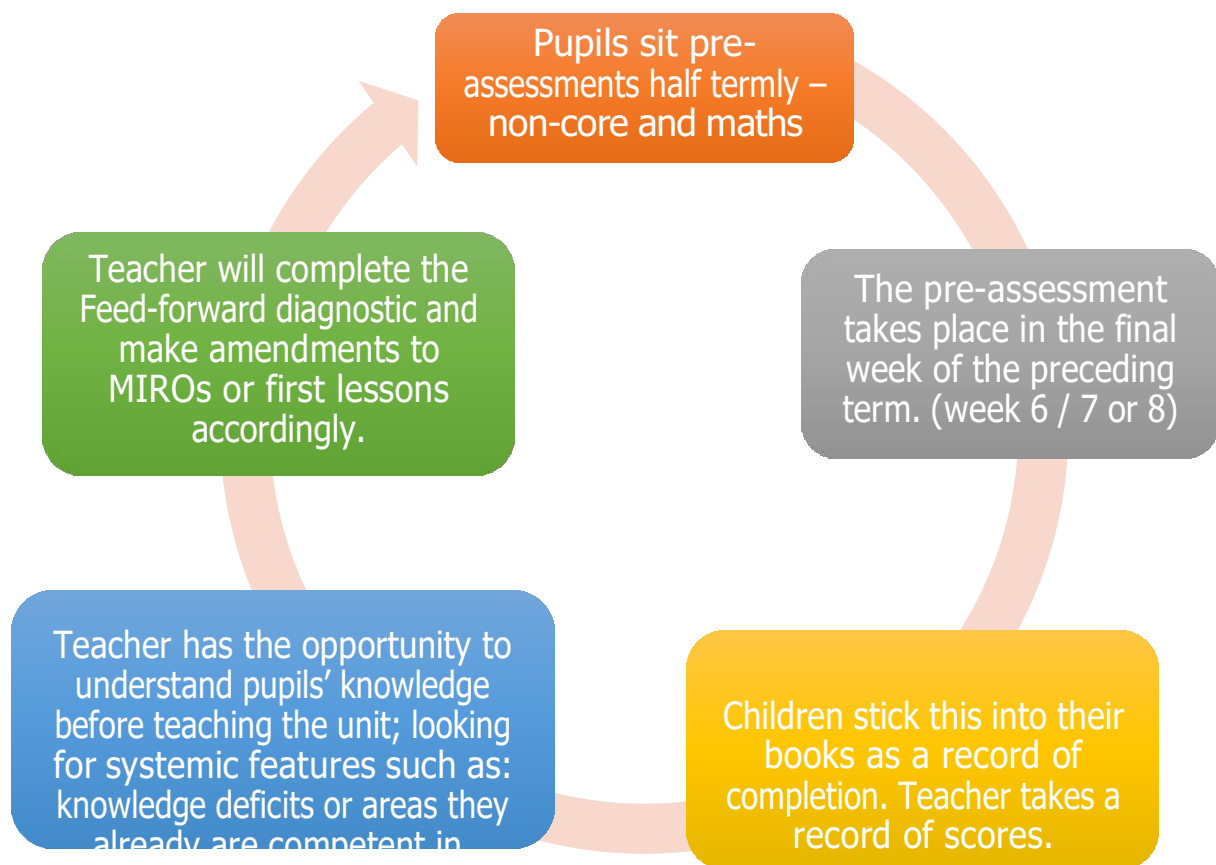 Pupils sit pre-
assessments half termly –
non-core and maths
The pre-assessment
takes place in the final
week of the preceding
term. (week 6 / 7 or 8)
Children stick this into their
books as a record of
completion. Teacher takes a
record of scores.
Teacher has the opportunity to
understand pupils’ knowledge
before teaching the unit; looking
for systemic features such as:
knowledge deficits or areas they
already are competent in
Teacher will complete the
Feed-forward diagnostic and
make amendments to
MIROs or first lessons
accordingly.